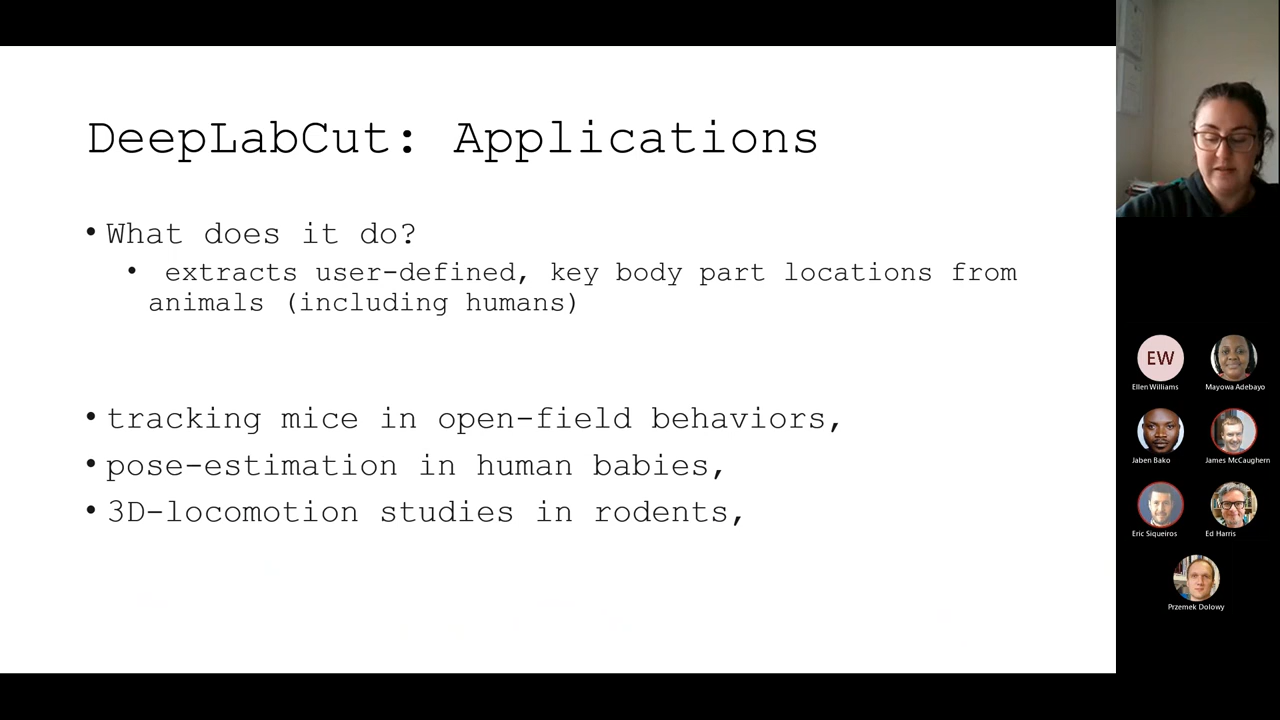 DeepLabCut: Applications
• What does it do?
• extracts user-defined, key body part locations from
animals (including humans)
• tracking mice in open-field behaviors,
• pose-estimation in human babies,
• 3D-locomotion studies in rodents,
EW
Ellen Williams
Mayowa Adebayo
Jaben Bako
James McCaughern
Eric Siqueiros
Ed Harris
Przemek Dolowy